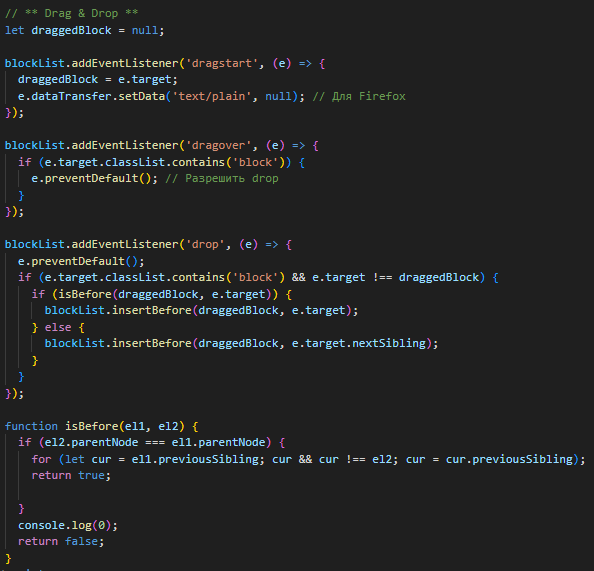 // ** Drag & Drop **
let draggedBlock = null;
blockList.addEventListener('dragstart', (e) => {
draggedBlock = e.target;
e.dataTransfer.setData('text/plain', null); // Для Firefox
});
blockList.addEventListener('dragover', (e) => {
if (e.target.classList.contains('block')) {
e.preventDefault(); // Разрешить drop
}
});
blockList.addEventListener('drop', (e) => {
e.preventDefault();
if (e.target.classList.contains('block') && e.target !== draggedBlock) {
if (isBefore(draggedBlock, e.target)) {
blockList.insertBefore(draggedBlock, e.target);
} else {
blockList.insertBefore(draggedBlock, e.target.nextSibling);
}
}
});
function isBefore(el1, el2) {
if (el2.parentNode === el1.parentNode) {
for (let cur = el1.previousSibling; cur && cur !== el2; cur = cur.previousSibling);
return true;
}
console.log(0);
return false;
}